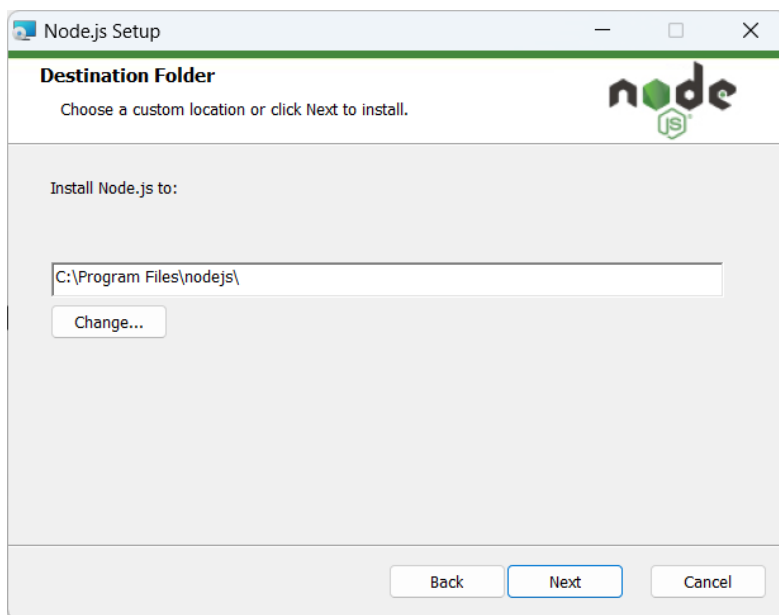 Node.js Setup
Destination Folder
Choose a custom location or click Next to install.
node
JS
Install Node.js to:
C:\Program Files\nodejs\
Change...
Back Next Cancel